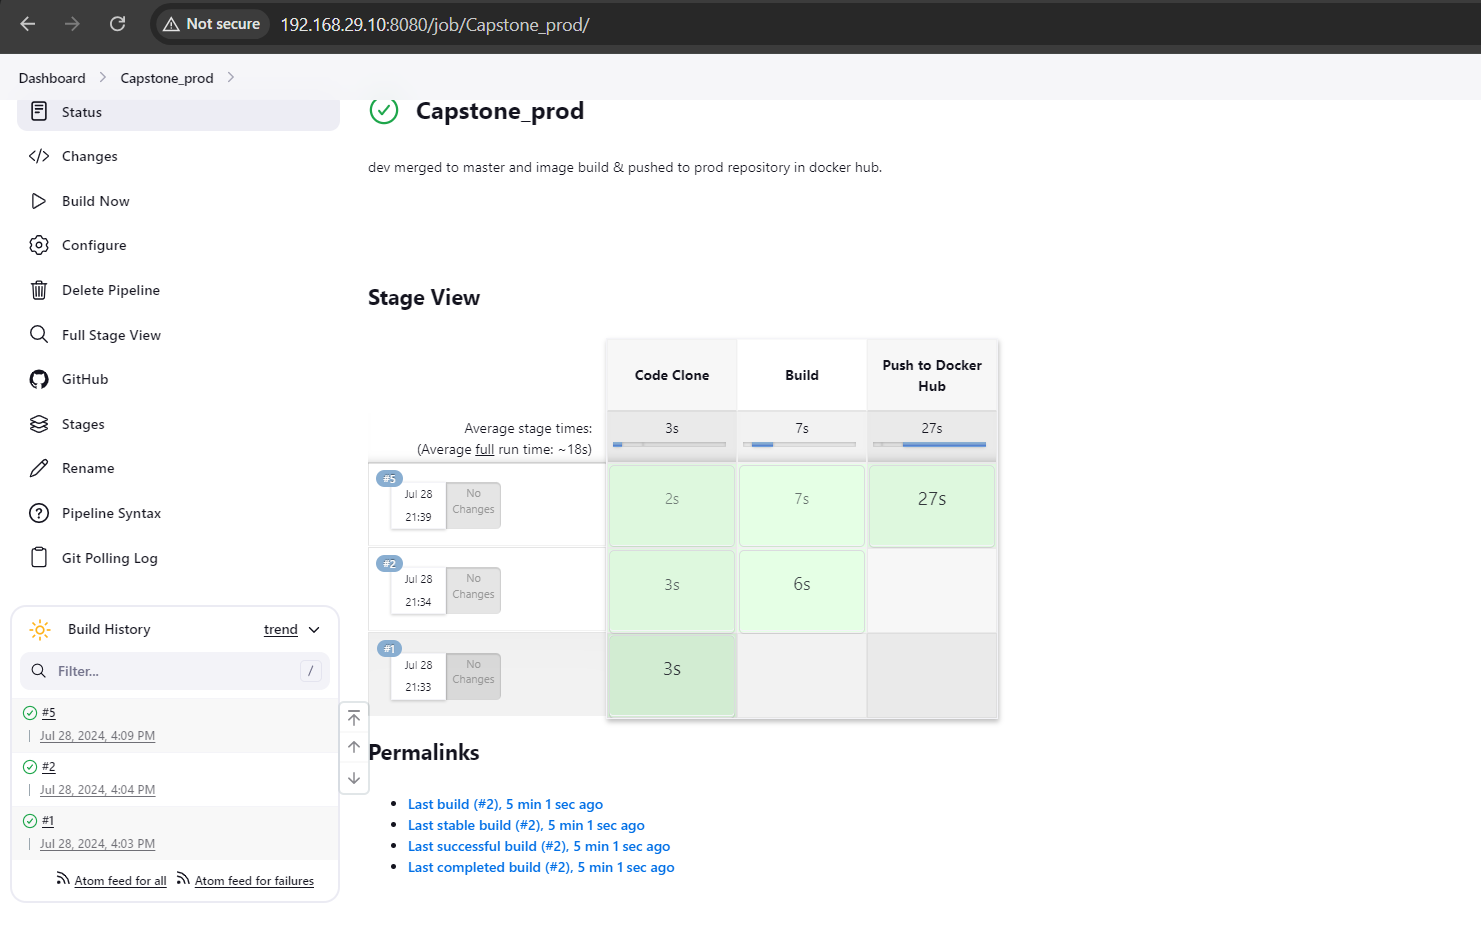 Not secure 192.168.29.10:8080/job/Capstone_prod/
Dashboard Capstone_prod
Status
Changes
Build Now
Configure
Delete Pipeline
Full Stage View
GitHub
Stages
Rename
Pipeline Syntax
Git Polling Log
Build History trend
Filter... /
#5
Jul 28, 2024, 4:09 PM
#2
Jul 28, 2024, 4:04 PM
#1
Jul 28, 2024, 4:03 PM
Atom feed for all Atom feed for failures
Capstone_prod
dev merged to master and image build & pushed to prod repository in docker hub.
Stage View
Code Clone Build Push to Docker
Hub
Average stage times: 3s 7s 27s
(Average full run time: ~18s)
#5
Jul 28 No 2s 7s 27s
21:39 Changes
#2
Jul 28 No 3s 6s
21:34 Changes
#1
Jul 28 No 3s
21:33 Changes
Permalinks
Last build (#2), 5 min 1 sec ago
Last stable build (#2), 5 min 1 sec ago
Last successful build (#2), 5 min 1 sec ago
Last completed build (#2), 5 min 1 sec ago